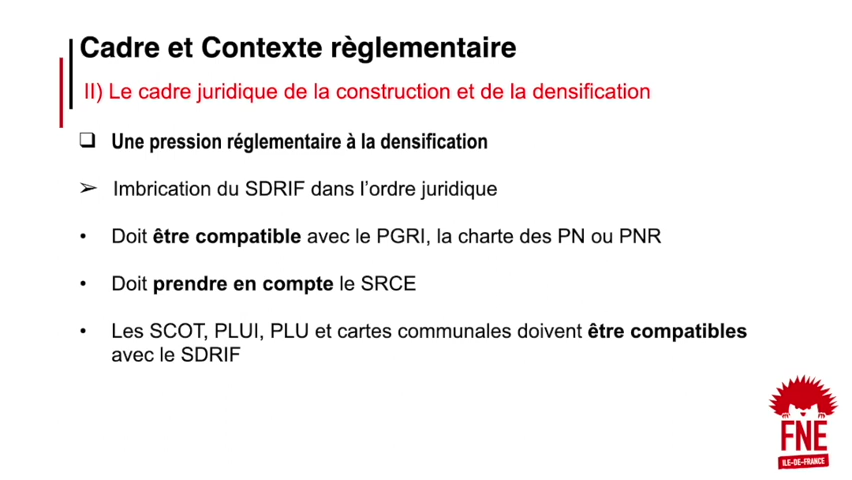 Cadre et Contexte règlementaire
II) Le cadre juridique de la construction et de la densification
❑ Une pression réglementaire à la densification
➢ Imbrication du SDRIF dans l’ordre juridique
• Doit être compatible avec le PGRI, la charte des PN ou PNR
• Doit prendre en compte le SRCE
• Les SCOT, PLUI, PLU et cartes communales doivent être compatibles
avec le SDRIF
FNE
ILE-DE-FRANCE